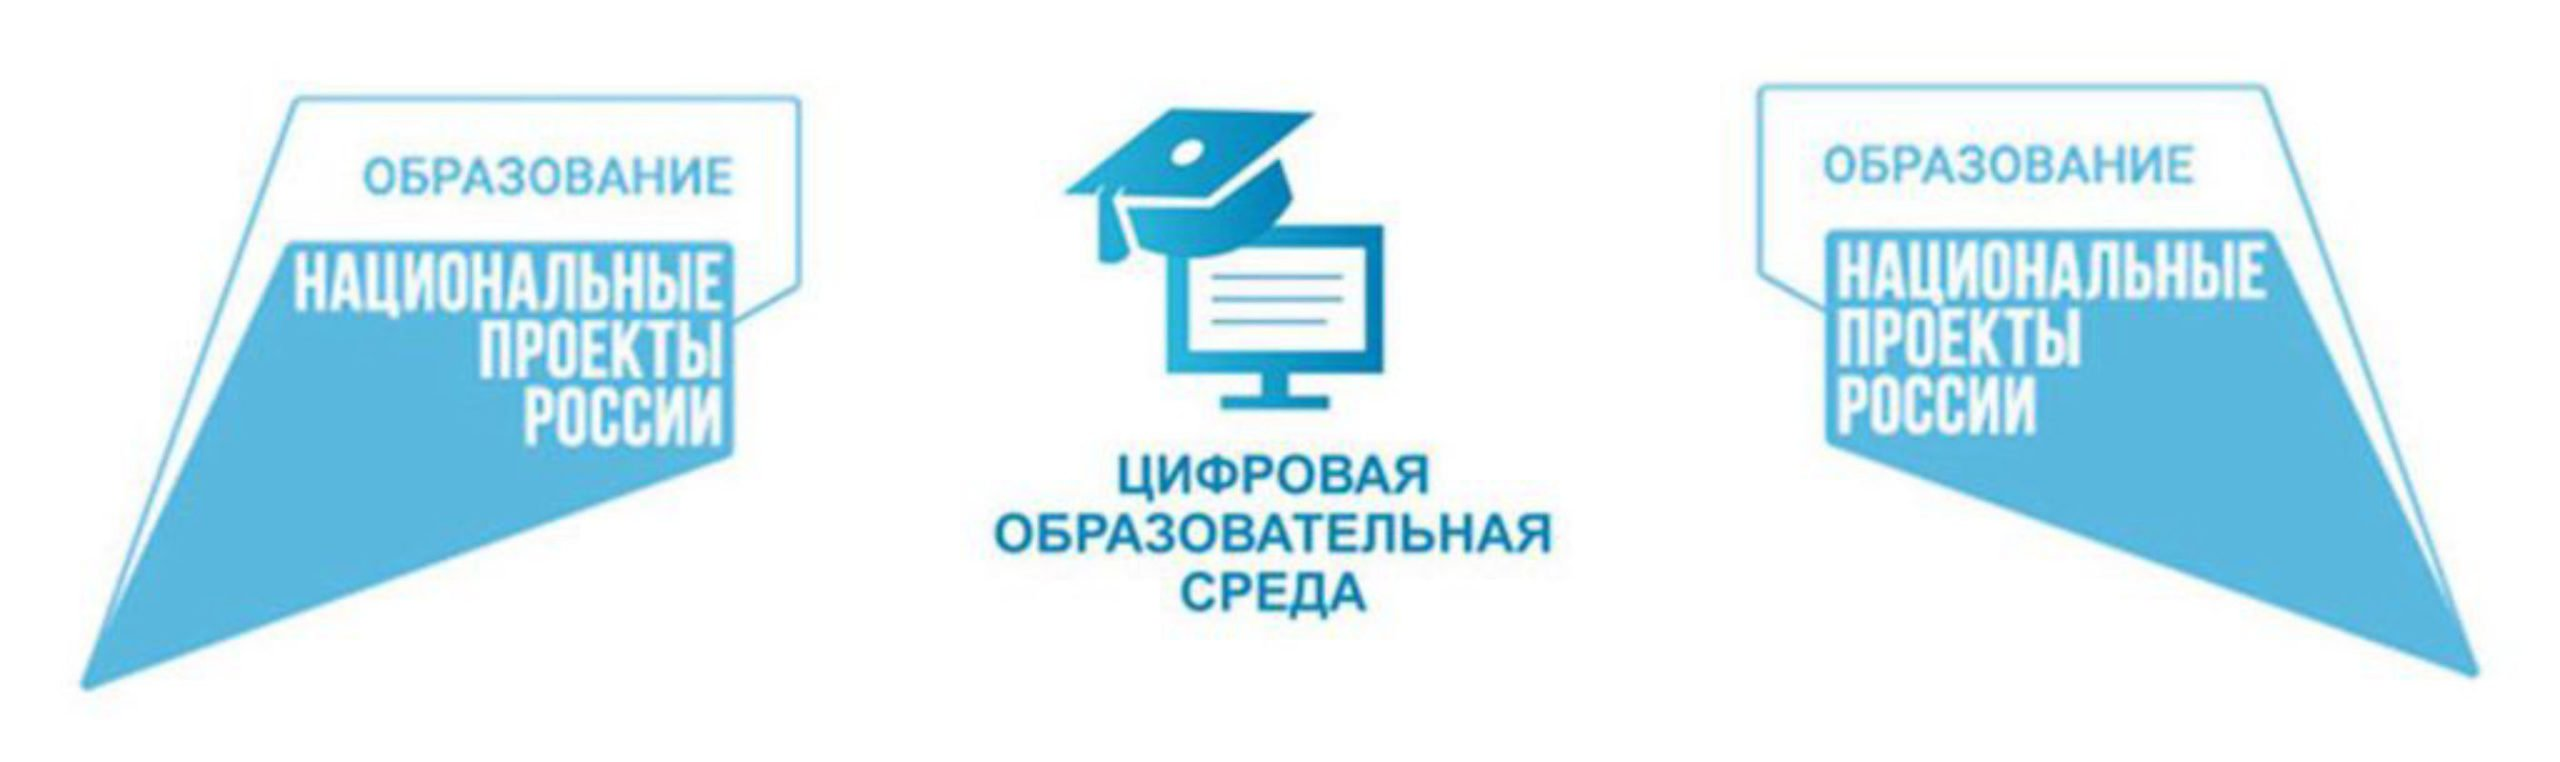 ОБРАЗОВАНИЕ
НАЦИОНАЛЬНЫЕ
ПРОЕКТЫ
РОССИИ
ЦИФРОВАЯ
ОБРАЗОВАТЕЛЬНАЯ
СРЕДА
ОБРАЗОВАНИЕ
НАЦИОНАЛЬНЫЕ
ПРОЕКТЫ
РОССИИ